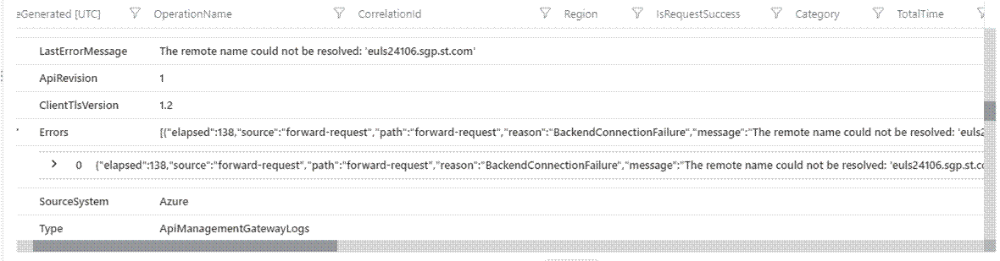 eGenerated [UTC] OperationName CorrelationId Region IsRequestSuccess Category TotalTime
LastErrorMessage The remote name could not be resolved: 'euls24106.sgp.st.com'
ApiRevision 1
ClientTlsVersion 1.2
Errors [{"elapsed":138,"source":"forward-request","path":"forward-request","reason":"BackendConnectionFailure","message":"The remote name could not be resolved: 'euls2
0 {"elapsed":138,"source":"forward-request","path":"forward-request","reason":"BackendConnectionFailure","message":"The remote name could not be resolved: 'euls24106.sgp.st.co
SourceSystem Azure
Type ApiManagementGatewayLogs